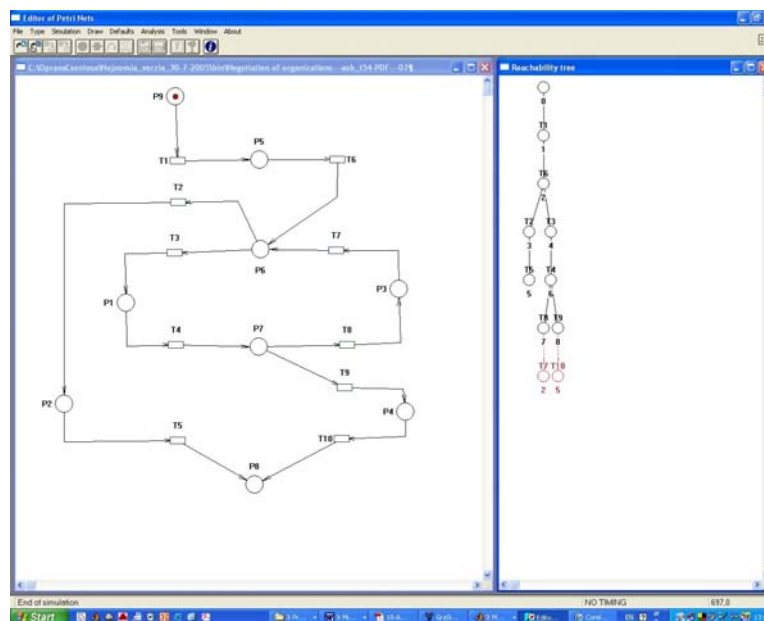 Editor of Petri Nets
File Type Simulation Draw Defaults Analysis Tools Window About
Reachability tree
P9
P5
T1
T6
T2
T3
T7
P6
P1
P3
T4
P7
T8
T9
P2
P4
T5
T10
P8
0
T1
1
T6
2
T2 T3
3 4
T5 T4
5 6
T8 T9
7 8
T7 T10
2 5
End of simulation
NO TIMING
697,0
Start
EN